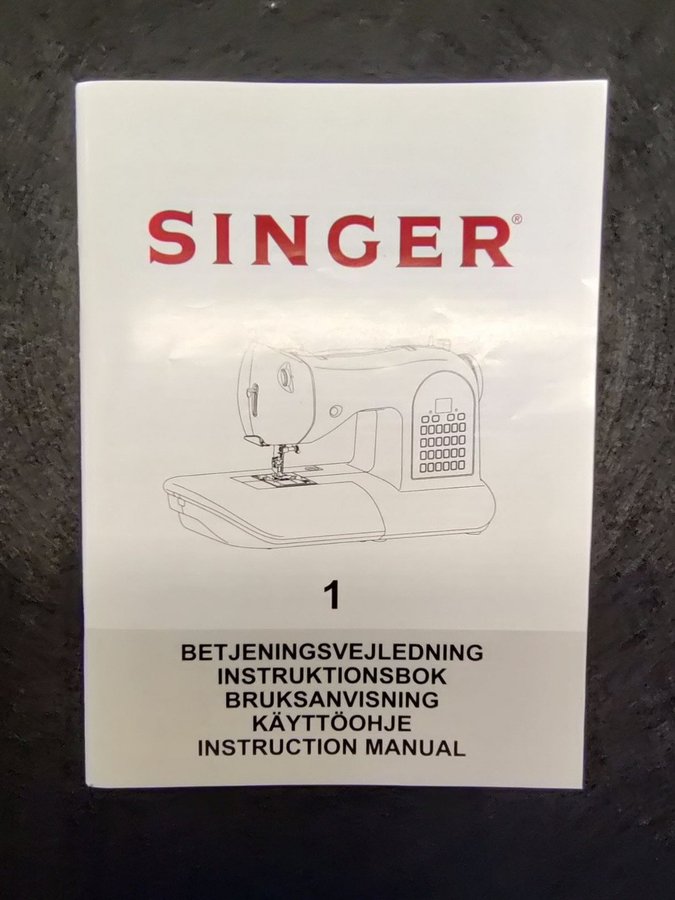 SINGER®
1
BETJENINGSVEJLEDNING
INSTRUKTIONSBOK
BRUKSANVISNING
KÄYTTÖOHJE
INSTRUCTION MANUAL